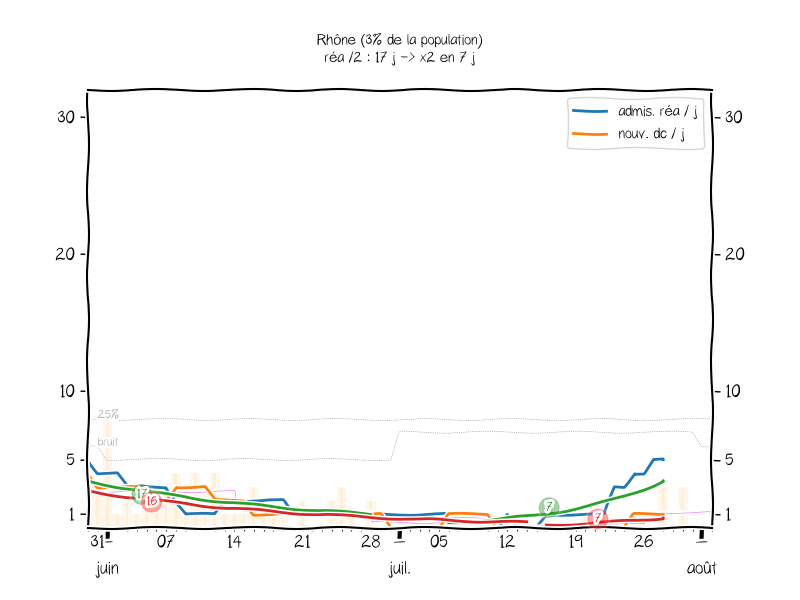 Rhône (3% de la population)
réa /2 : 17 j -> x2 en 7 j
admis. réa / j
nouv. dc / j
30
30
20
20
10
10
25%
bruit
5
5
17
16
7
7
1
1
31 07 14 21 28 05 12 19 26
juin juil. août